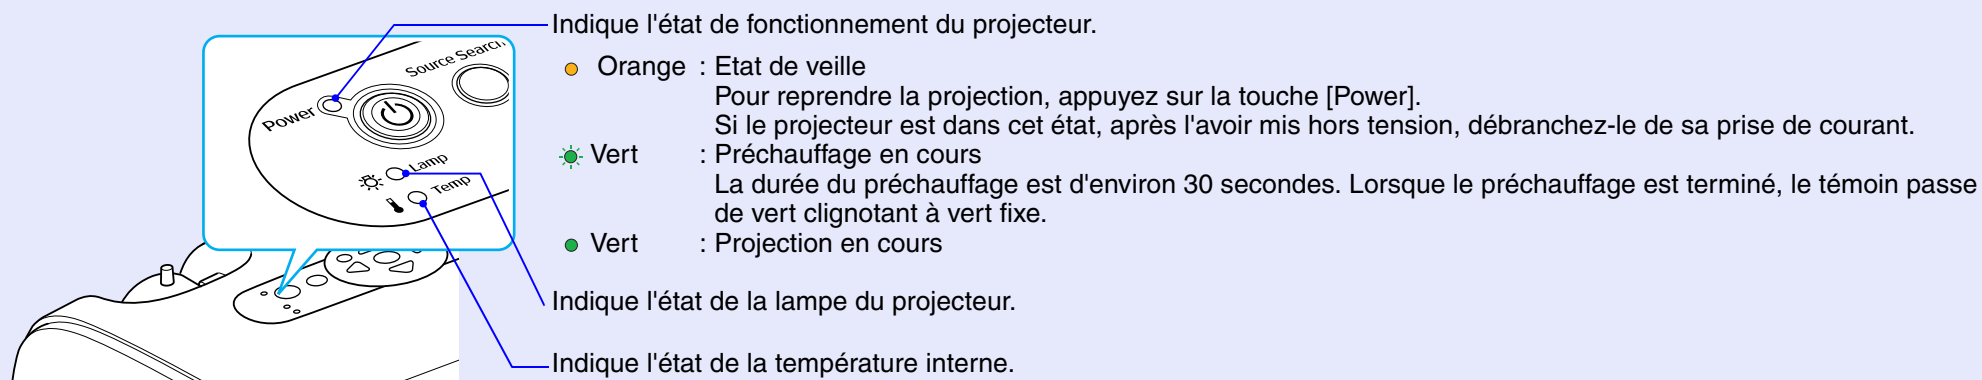 Indique l'état de fonctionnement du projecteur.
Source Search
Orange : Etat de veille
Pour reprendre la projection, appuyez sur la touche [Power].
Power
Si le projecteur est dans cet état, après l'avoir mis hors tension, débranchez-le de sa prise de courant.
Vert : Préchauffage en cours
Lamp
La durée du préchauffage est d'environ 30 secondes. Lorsque le préchauffage est terminé, le témoin passe
Temp
de vert clignotant à vert fixe.
Vert : Projection en cours
Indique l'état de la lampe du projecteur.
Indique l'état de la température interne.